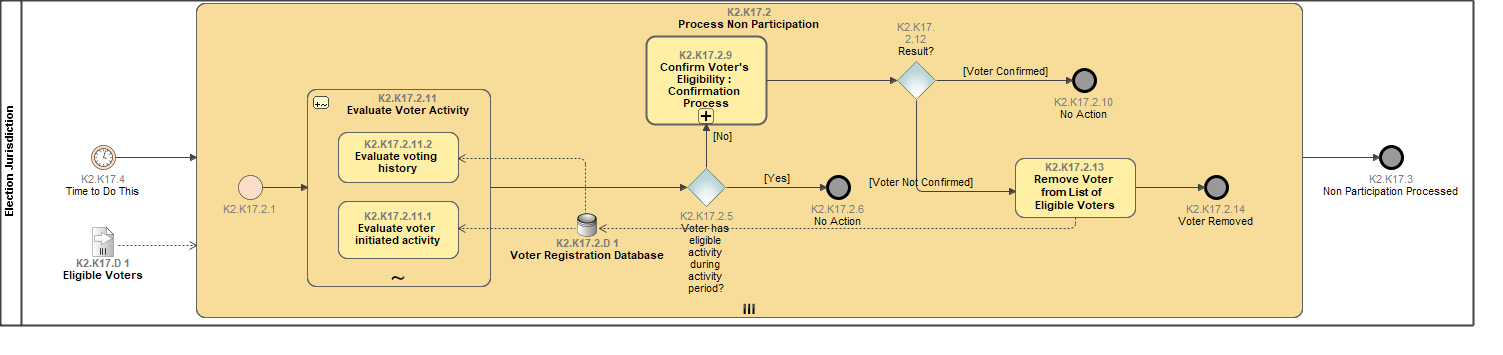 Election Jurisdiction
K2.K17.4
Time to Do This
K2.K17.D 1
Eligible Voters
K2.K17.2
Process Non Participation
K2.K17.2.1
K2.K17.2.11
Evaluate Voter Activity
K2.K17.2.11.2
Evaluate voting
history
K2.K17.2.11.1
Evaluate voter
initiated activity
K2.K17.2.D 1
Voter Registration Database
K2.K17.2.9
Confirm Voter's
Eligibility :
Confirmation
Process
[No]
K2.K17.2.5
Voter has
eligible
activity
during
activity
period?
[Yes]
K2.K17.2.6
No Action
K2.K17.
2.12
Result?
[Voter Confirmed]
K2.K17.2.10
No Action
[Voter Not Confirmed]
K2.K17.2.13
Remove Voter
from List of
Eligible Voters
K2.K17.2.14
Voter Removed
K2.K17.3
Non Participation Processed